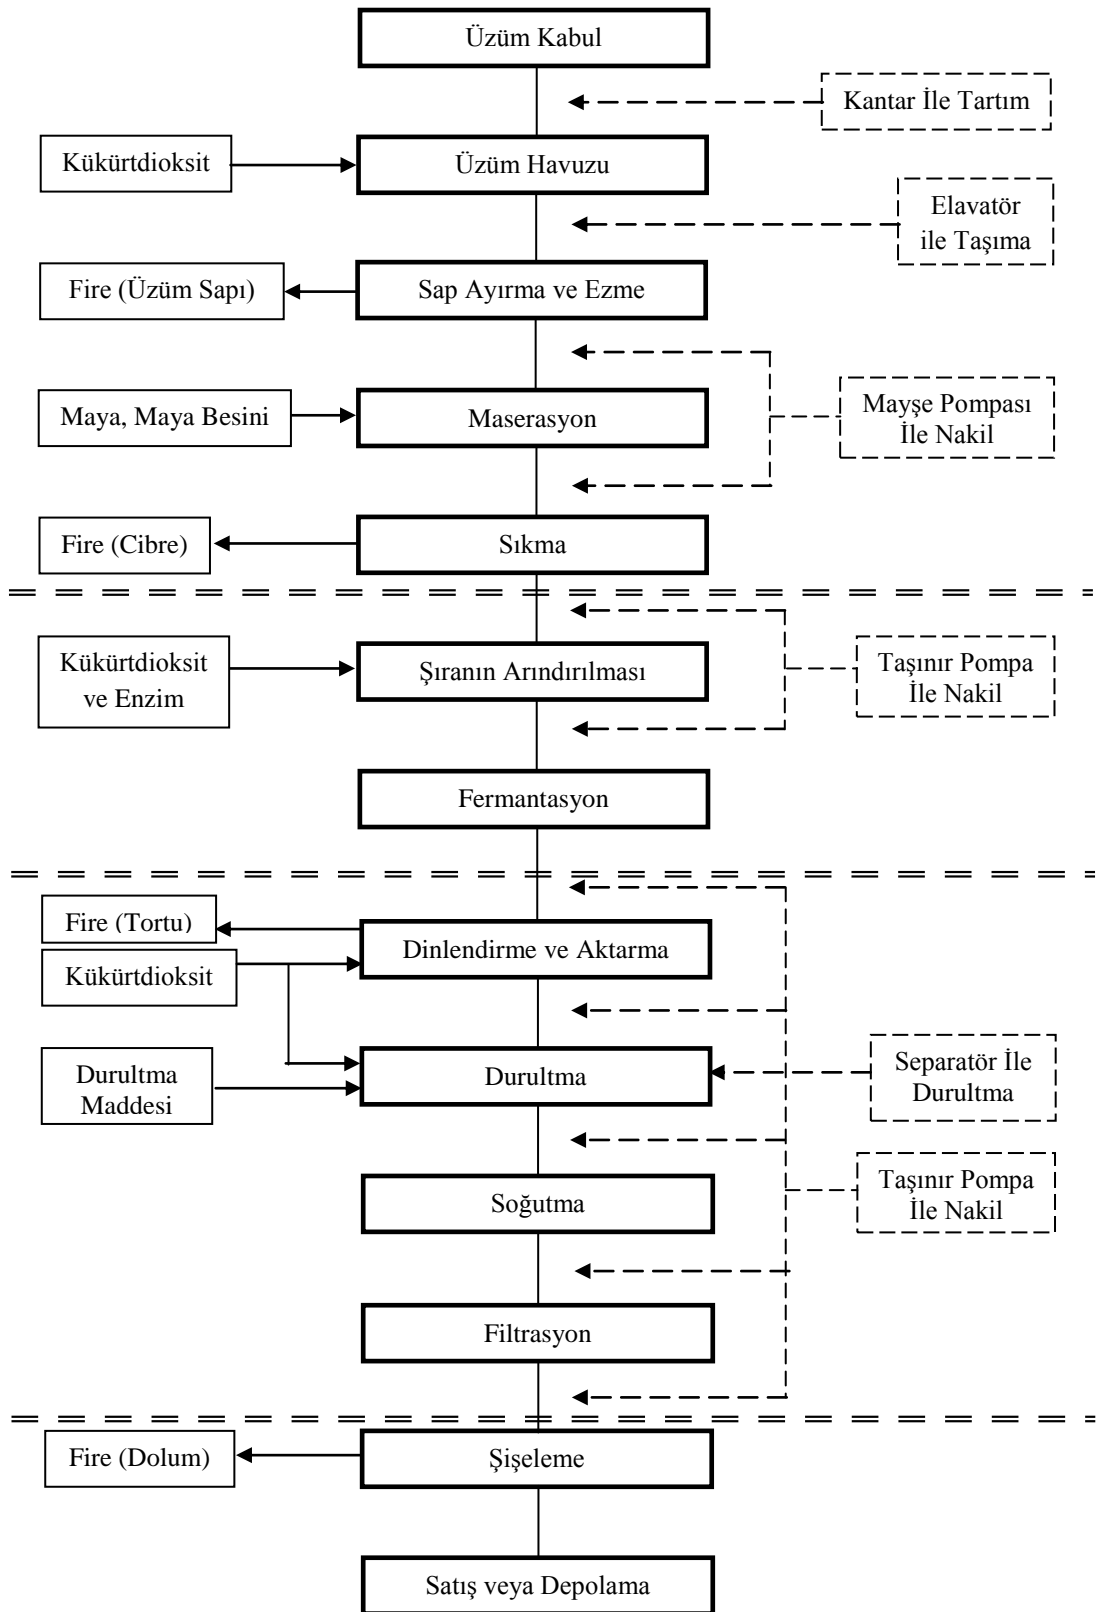 Üzüm Kabul
Kantar İle Tartım
Kükürtdioksit
Üzüm Havuzu
Elavatör
ile Taşıma
Fire (Üzüm Sapı)
Sap Ayırma ve Ezme
Maya, Maya Besini
Maserasyon
Mayşe Pompası
İle Nakil
Fire (Cibre)
Sıkma
Kükürtdioksit
ve Enzim
Şıranın Arındırılması
Taşınır Pompa
İle Nakil
Fermantasyon
Fire (Tortu)
Dinlendirme ve Aktarma
Kükürtdioksit
Durultma
Maddesi
Durultma
Separatör İle
Durultma
Soğutma
Taşınır Pompa
İle Nakil
Filtrasyon
Fire (Dolum)
Şişeleme
Satış veya Depolama